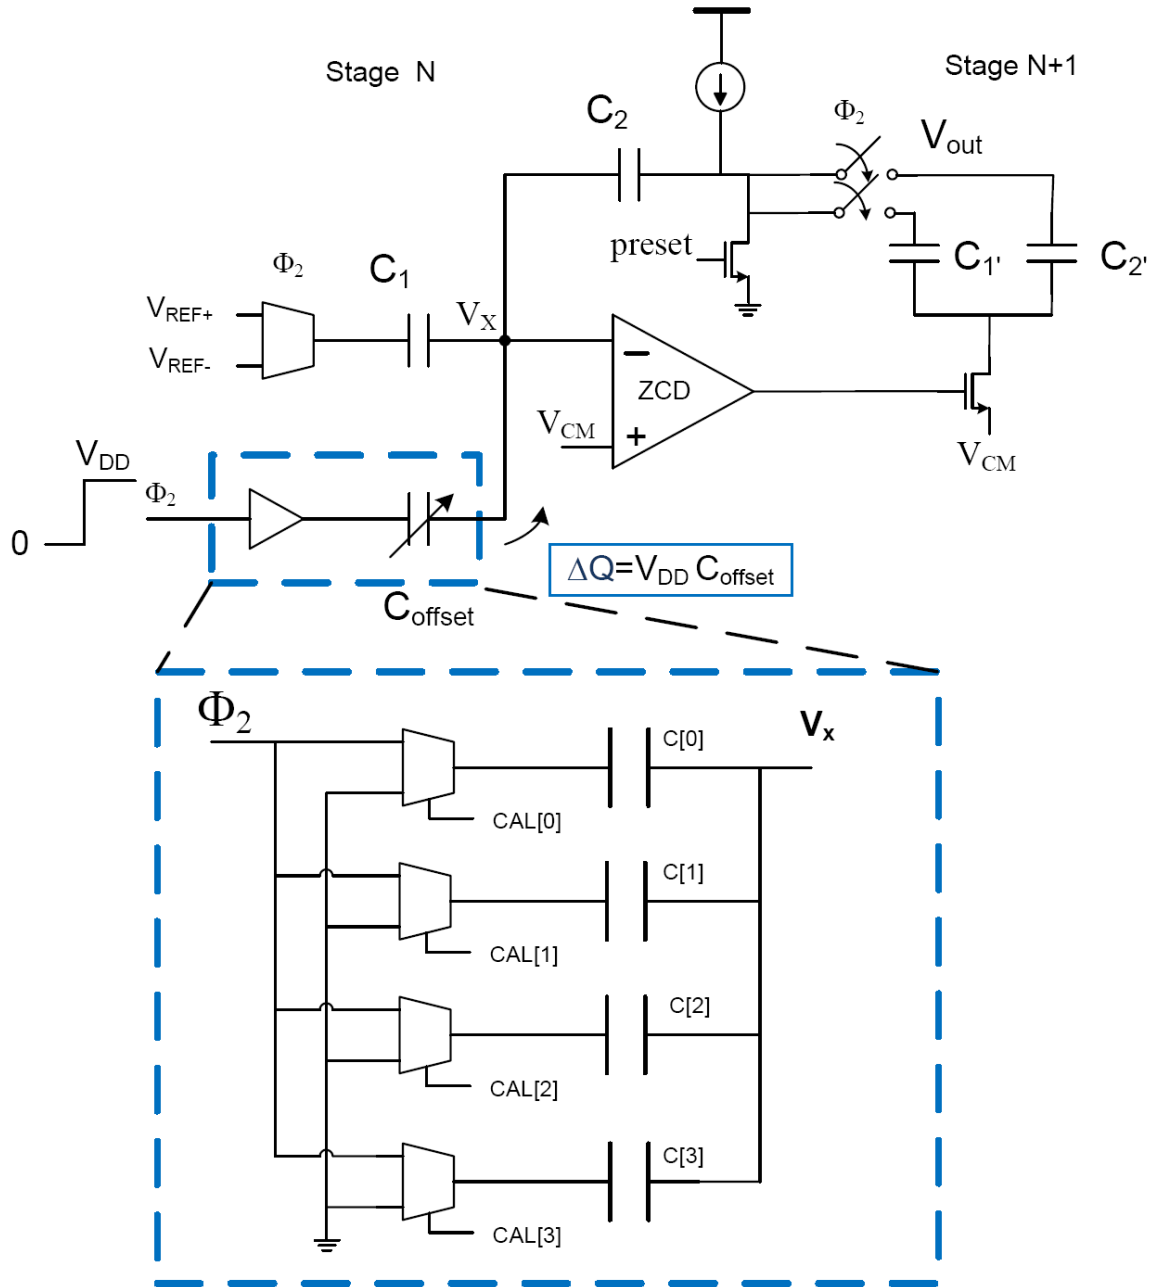 Stage N
Stage N+1
C2
Φ2
Vout
preset
C1'
C2'
Φ2
C1
VREF+
VX
VREF-
−
ZCD
VCM
+
VDD
VCM
Φ2
0
ΔQ=VDD Coffset
Coffset
Φ2
C[0]
Vx
CAL[0]
C[1]
CAL[1]
C[2]
CAL[2]
C[3]
CAL[3]